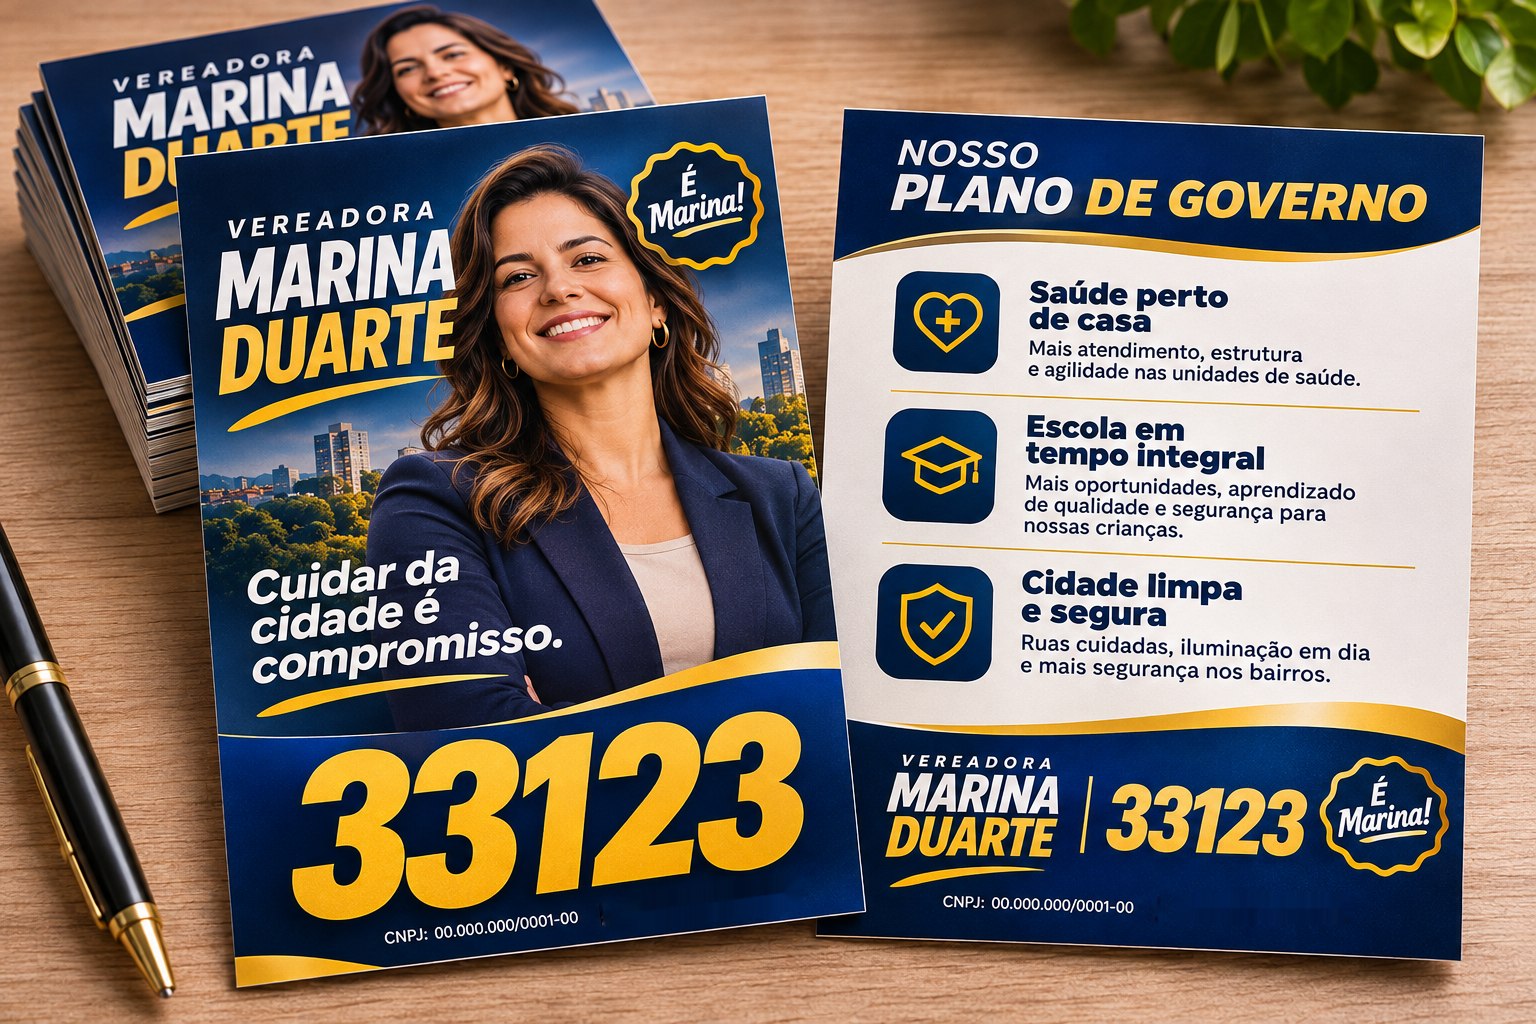 VEREADORA
MARINA
DUARTE
VEREADORA
MARINA
DUARTE
É
Marina!
Cuidar da
cidade é
compromisso.
33123
CNPJ: 00.000.000/0001-00
NOSSO
PLANO DE GOVERNO
Saúde perto
de casa
Mais atendimento, estrutura
e agilidade nas unidades de saúde.
Escola em
tempo integral
Mais oportunidades, aprendizado
de qualidade e segurança para
nossas crianças.
Cidade limpa
e segura
Ruas cuidadas, iluminação em dia
e mais segurança nos bairros.
VEREADORA
MARINA
DUARTE
33123
É
Marina!
CNPJ: 00.000.000/0001-00